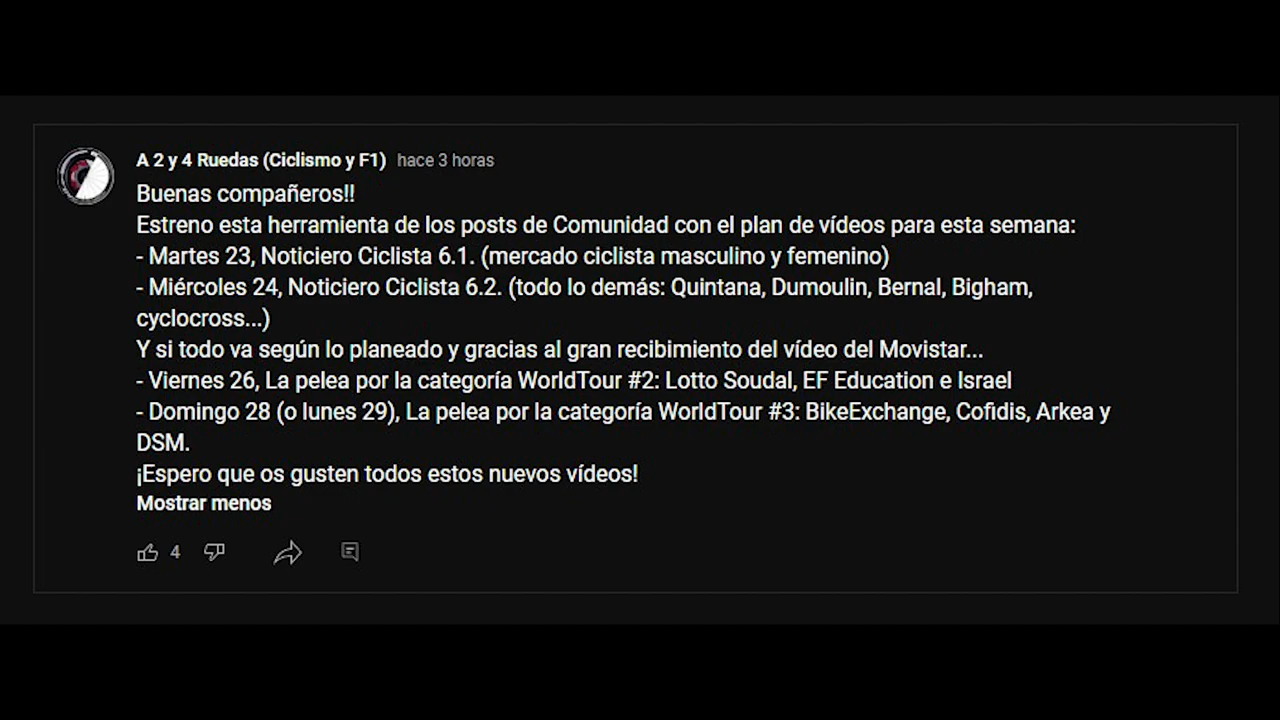 A 2 y 4 Ruedas (Ciclismo y F1) hace 3 horas
Buenas compañeros!!
Estreno esta herramienta de los posts de Comunidad con el plan de vídeos para esta semana:
- Martes 23, Noticiero Ciclista 6.1. (mercado ciclista masculino y femenino)
- Miércoles 24, Noticiero Ciclista 6.2. (todo lo demás: Quintana, Dumoulin, Bernal, Bigham,
cyclocross...)
Y si todo va según lo planeado y gracias al gran recibimiento del vídeo del Movistar...
- Viernes 26, La pelea por la categoría WorldTour #2: Lotto Soudal, EF Education e Israel
- Domingo 28 (o lunes 29), La pelea por la categoría WorldTour #3: BikeExchange, Cofidis, Arkea y
DSM.
¡Espero que os gusten todos estos nuevos vídeos!
Mostrar menos
4